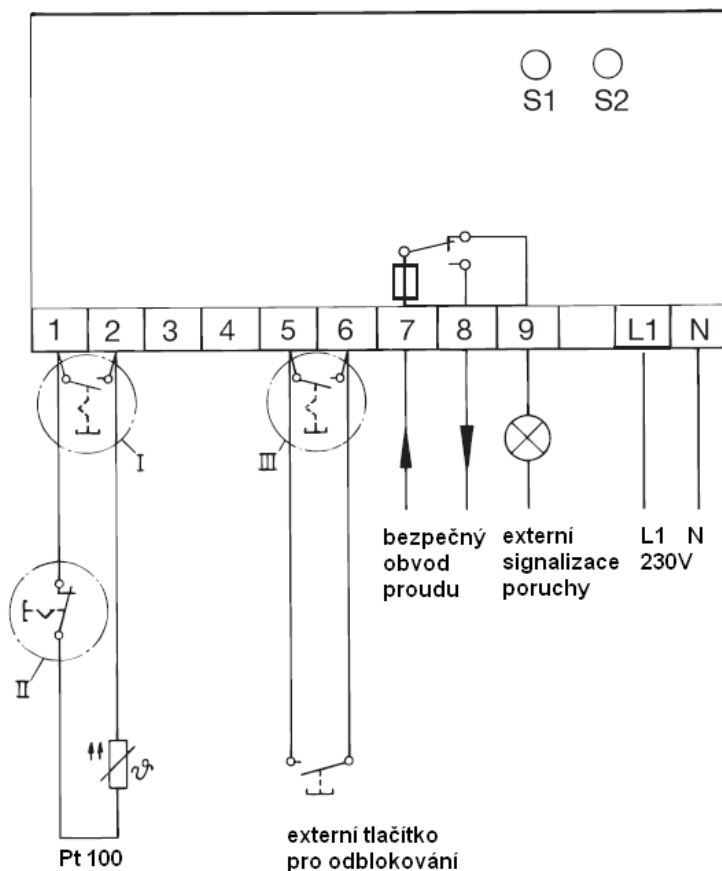 S1 S2
1 2 3 4 5 6 7 8 9 L1 N
I
III
II
bezpečný
obvod
proudu
externí
signalizace
poruchy
L1 N
230V
ϑ
Pt 100
externí tlačítko
pro odblokování